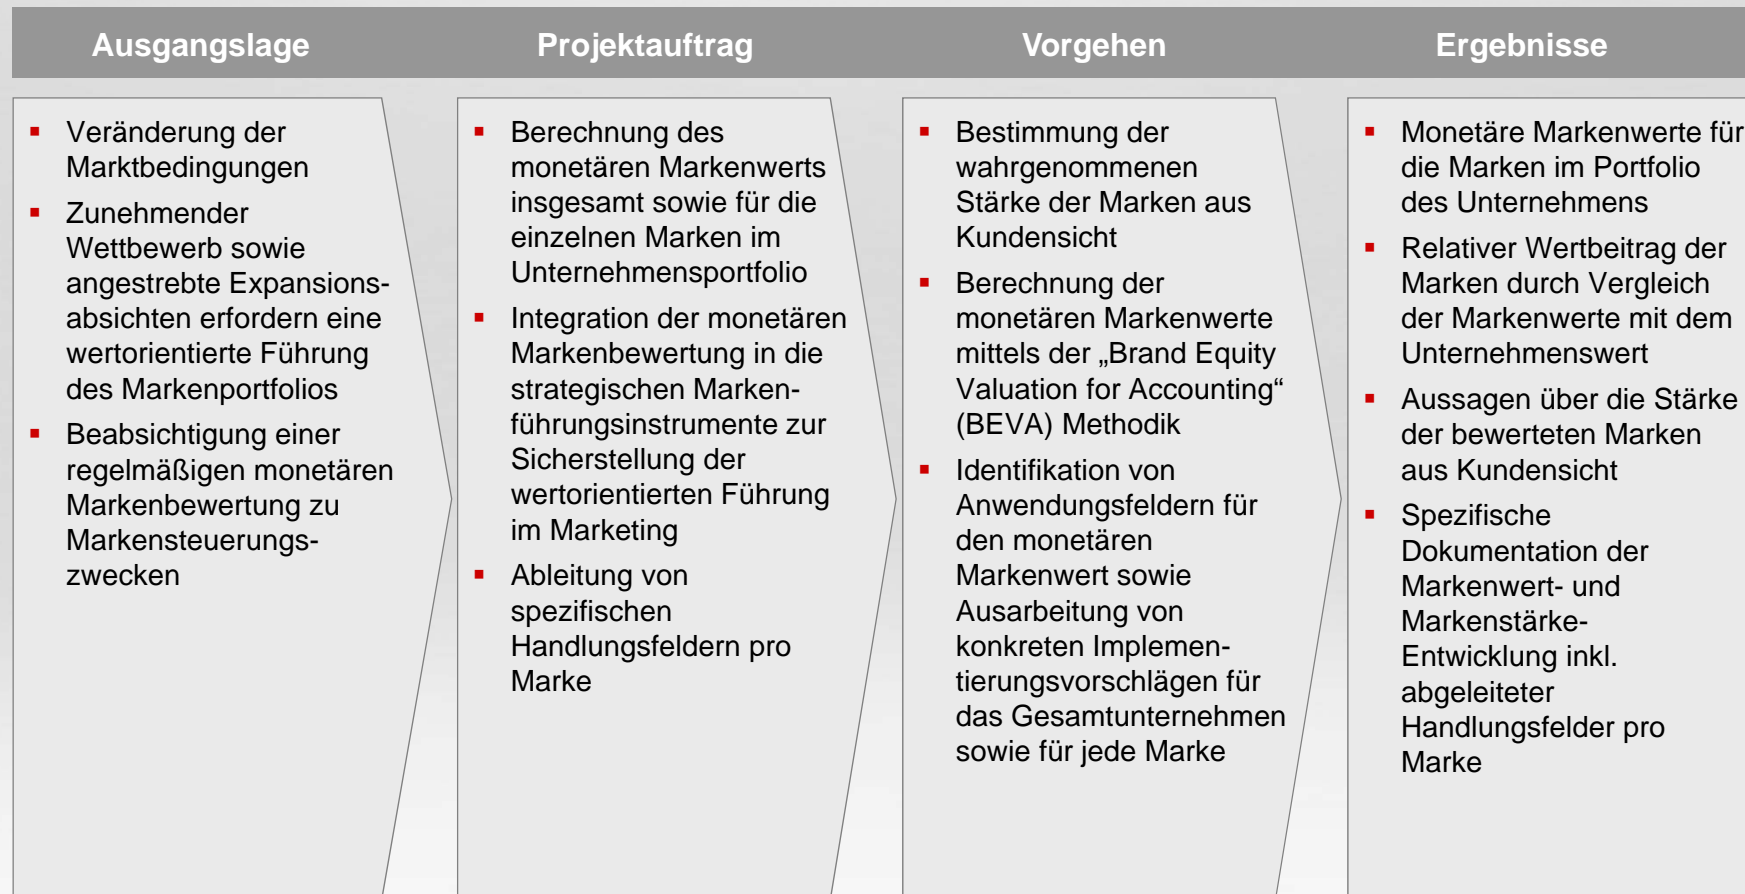 Ausgangslage
Projektauftrag
Vorgehen
Ergebnisse
▪ Veränderung der
Marktbedingungen
▪ Zunehmender
Wettbewerb sowie
angestrebte Expansions-
absichten erfordern eine
wertorientierte Führung
des Markenportfolios
▪ Beabsichtigung einer
regelmäßigen monetären
Markenbewertung zu
Markensteuerungs-
zwecken
▪ Berechnung des
monetären Markenwerts
insgesamt sowie für die
einzelnen Marken im
Unternehmensportfolio
▪ Integration der monetären
Markenbewertung in die
strategischen Marken-
führungsinstrumente zur
Sicherstellung der
wertorientierten Führung
im Marketing
▪ Ableitung von
spezifischen
Handlungsfeldern pro
Marke
▪ Bestimmung der
wahrgenommenen
Stärke der Marken aus
Kundensicht
▪ Berechnung der
monetären Markenwerte
mittels der „Brand Equity
Valuation for Accounting“
(BEVA) Methodik
▪ Identifikation von
Anwendungsfeldern für
den monetären
Markenwert sowie
Ausarbeitung von
konkreten Implemen-
tierungsvorschlägen für
das Gesamtunternehmen
sowie für jede Marke
▪ Monetäre Markenwerte für
die Marken im Portfolio
des Unternehmens
▪ Relativer Wertbeitrag der
Marken durch Vergleich
der Markenwerte mit dem
Unternehmenswert
▪ Aussagen über die Stärke
der bewerteten Marken
aus Kundensicht
▪ Spezifische
Dokumentation der
Markenwert- und
Markenstärke-
Entwicklung inkl.
abgeleiteter
Handlungsfelder pro
Marke